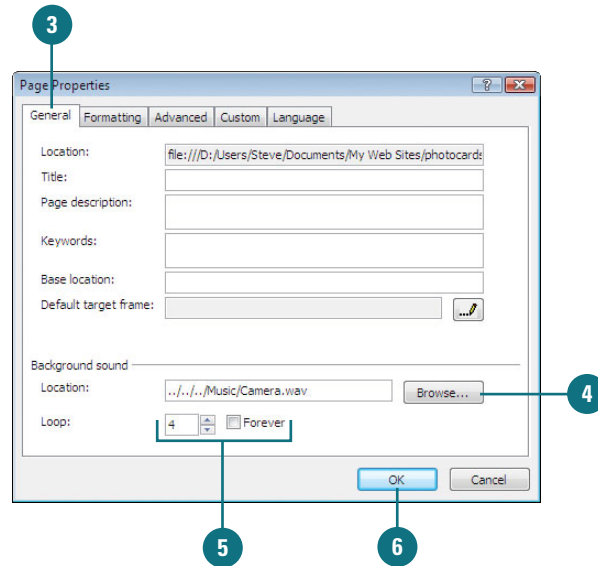 3
Page Properties
General Formatting Advanced Custom Language
Location: file:///D:/Users/Steve/Documents/My Web Sites/photocards
Title:
Page description:
Keywords:
Base location:
Default target frame: ...
Background sound
Location: ../../../Music/Camera.wav Browse... 4
Loop: 4 Forever
OK Cancel
5 6